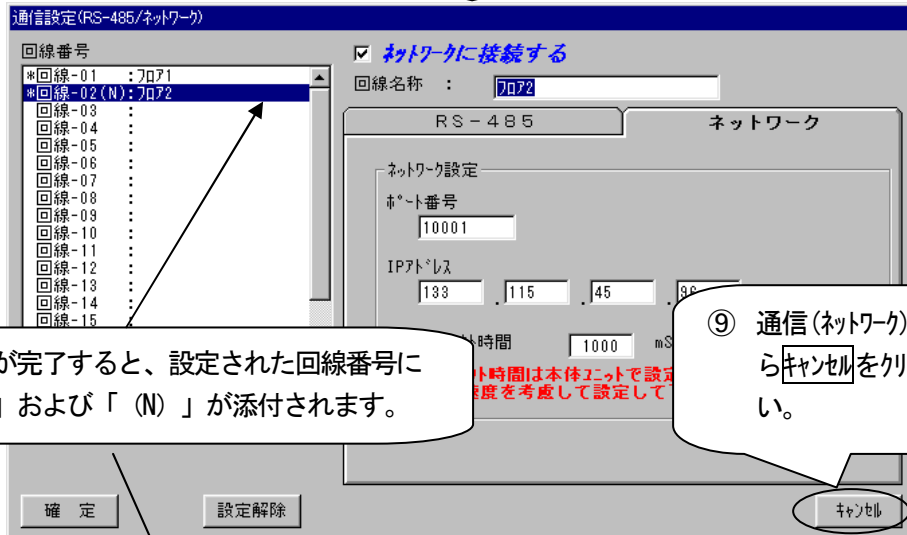 通信設定(RS-485/ネットワーク)
回線番号
*回線-01 :フロア1
*回線-02(N):フロア2
回線-03 :
回線-04 :
回線-05 :
回線-06 :
回線-07 :
回線-08 :
回線-09 :
回線-10 :
回線-11 :
回線-12 :
回線-13 :
回線-14 :
回線-15 :
ネットワークに接続する
回線名称 : フロア2
RS-485 ネットワーク
ネットワーク設定
ポート番号
10001
IPアドレス
133 . 115 . 45 .
時間 1000 mS
ト時間は本体ユニットで設定
度を考慮して設定して
が完了すると、設定された回線番号に
」および「 (N) 」が添付されます。
⑨ 通信(ネットワーク)
らキャンセルをクリ
い。
確 定 設定解除 キャンセル